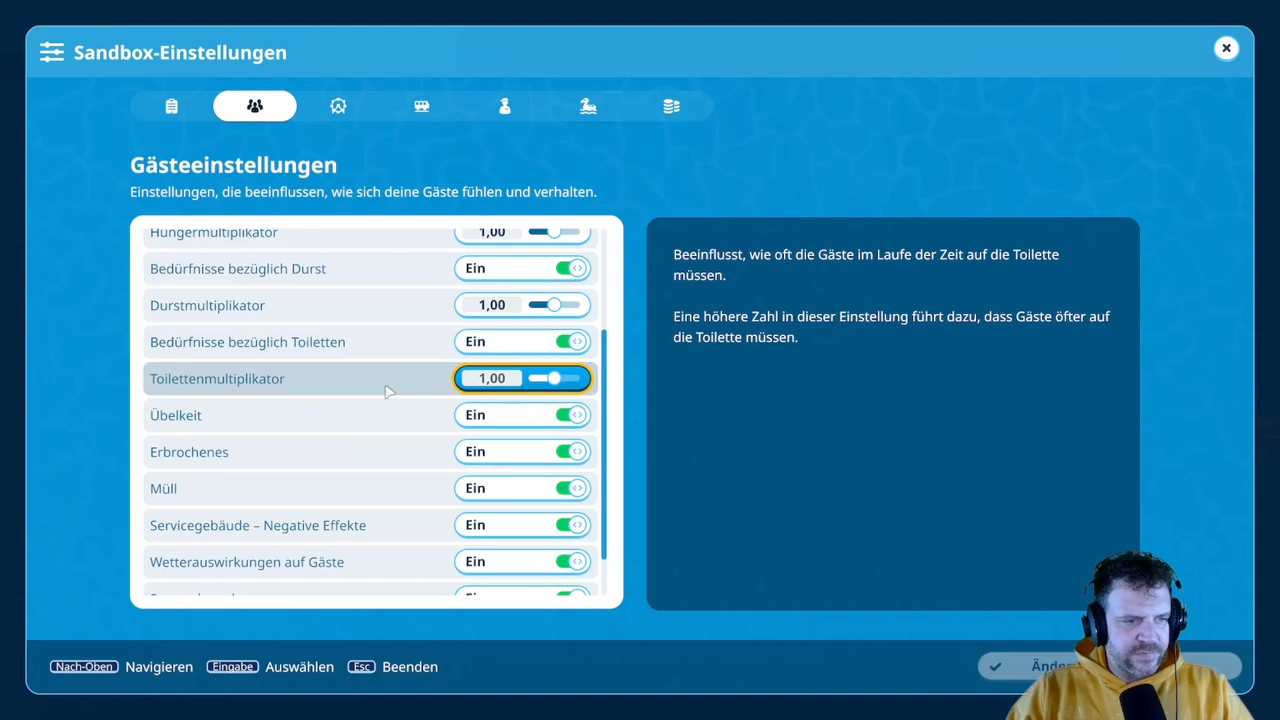 Sandbox-Einstellungen
Gästeeinstellungen
Einstellungen, die beeinflussen, wie sich deine Gäste fühlen und verhalten.
Hungermultiplikator 1,00
Bedürfnisse bezüglich Durst Ein
Durstmultiplikator 1,00
Bedürfnisse bezüglich Toiletten Ein
Toilettenmultiplikator 1,00
Übelkeit Ein
Erbrochenes Ein
Müll Ein
Servicegebäude – Negative Effekte Ein
Wetterauswirkungen auf Gäste Ein
Beeinflusst, wie oft die Gäste im Laufe der Zeit auf die Toilette
müssen.
Eine höhere Zahl in dieser Einstellung führt dazu, dass Gäste öfter auf
die Toilette müssen.
Nach-Oben Navigieren Eingabe Auswählen Esc Beenden